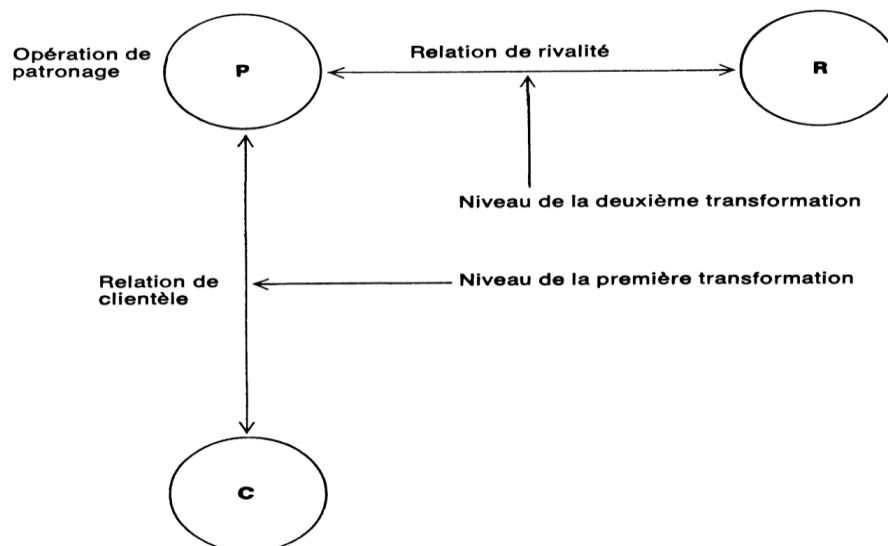 Opération de
patronage
P
Relation de rivalité
R
Niveau de la deuxième transformation
Relation de
clientèle
Niveau de la première transformation
C